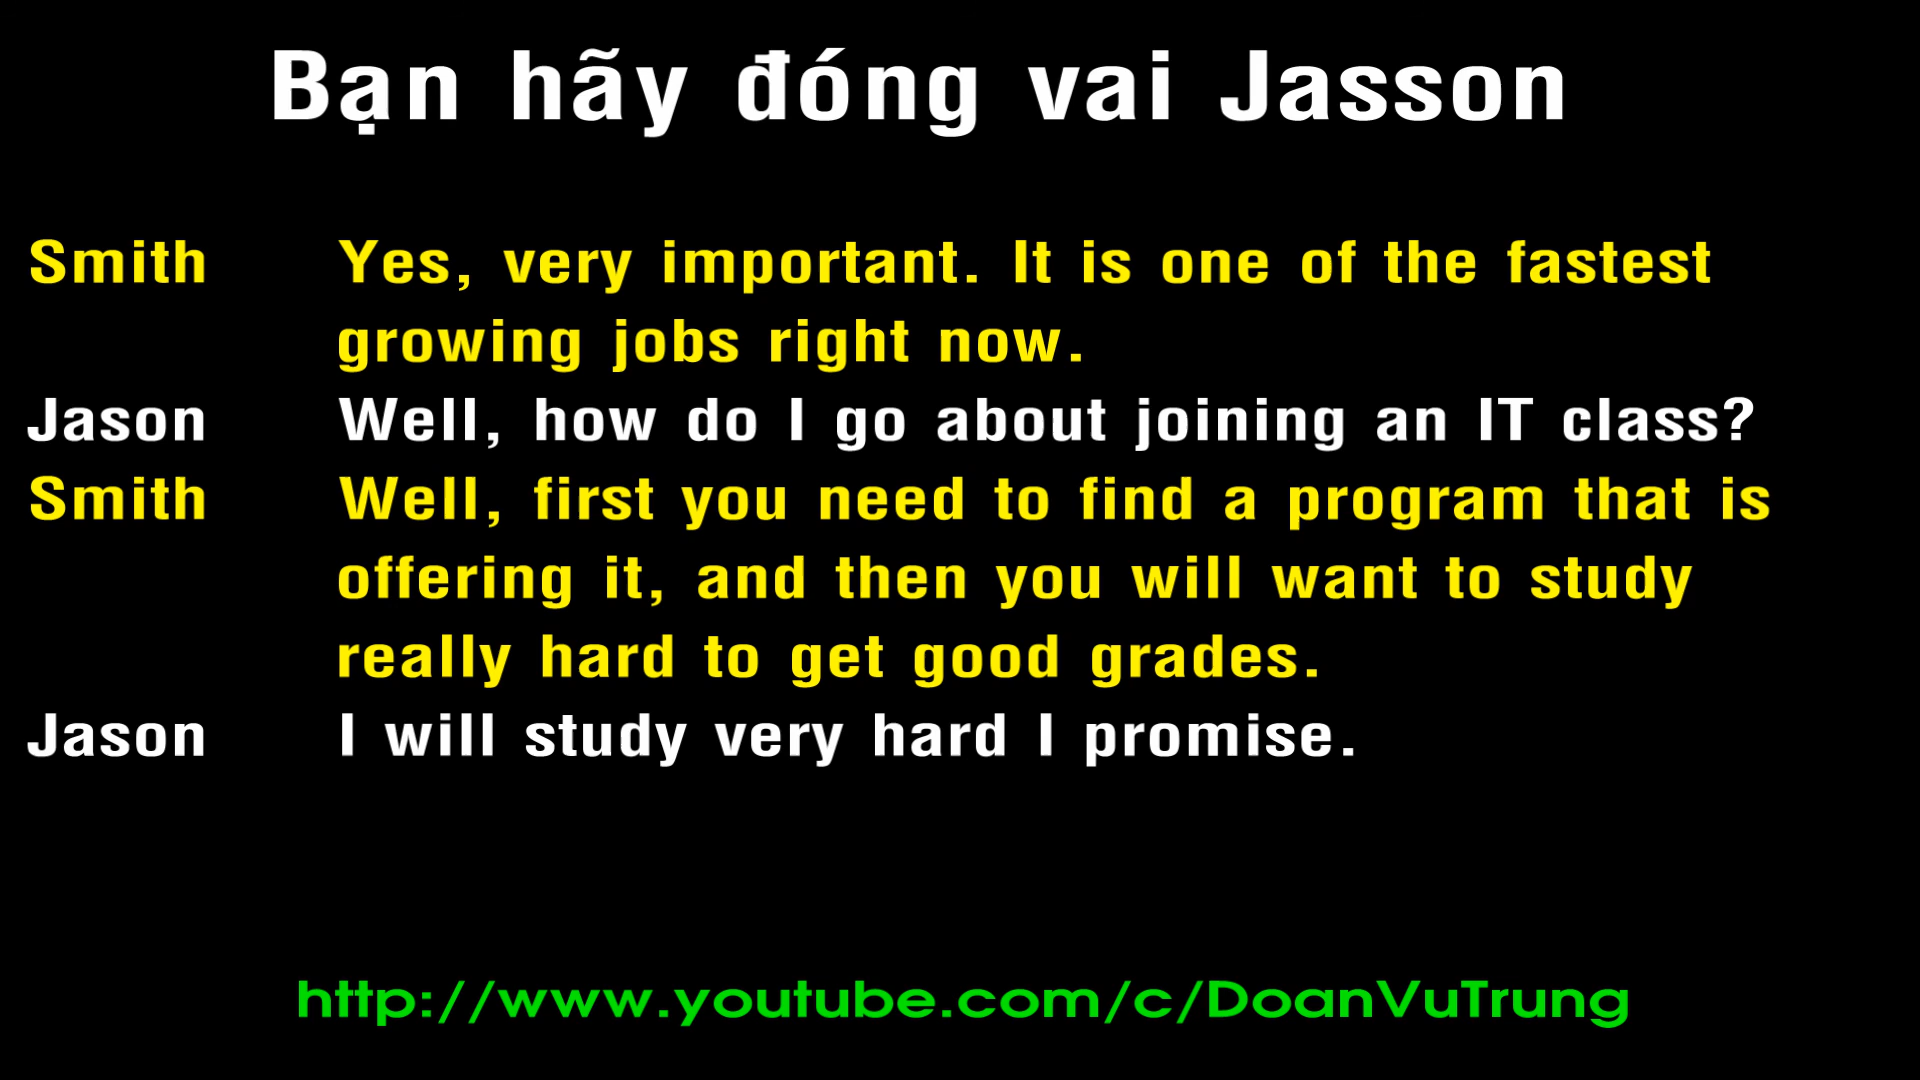 Bạn hãy đóng vai Jasson
Smith Yes, very important. It is one of the fastest
growing jobs right now.
Jason Well, how do I go about joining an IT class?
Smith Well, first you need to find a program that is
offering it, and then you will want to study
really hard to get good grades.
Jason I will study very hard I promise.
http://www.youtube.com/c/DoanVuTrung